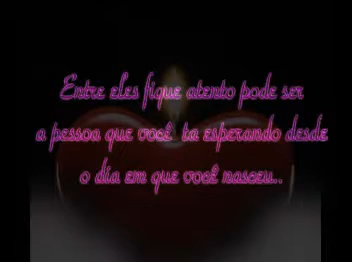 Entre eles fique atento pode ser
a pessoa que você ta esperando desde
o dia em que você nasceu..